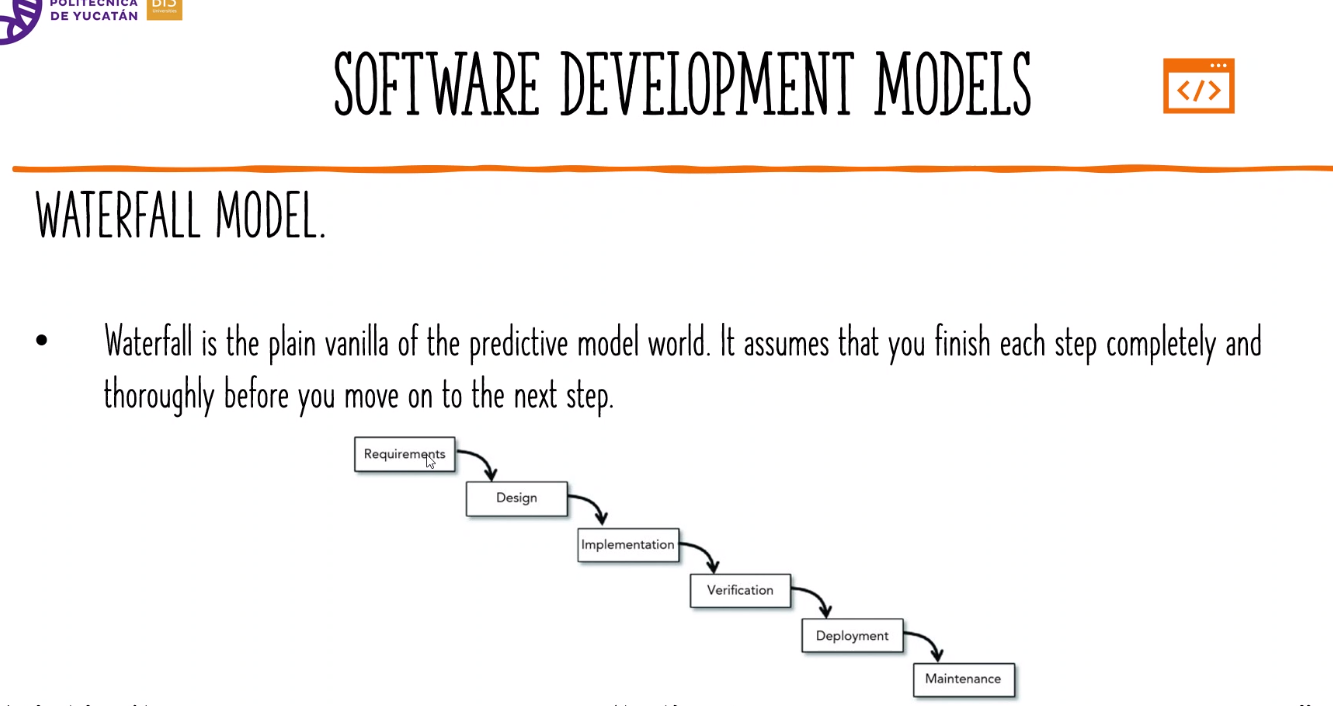 POLITÉCNICA
DE YUCATÁN
BIS
SOFTWARE DEVELOPMENT MODELS
</>
WATERFALL MODEL.
• Waterfall is the plain vanilla of the predictive model world. It assumes that you finish each step completely and
thoroughly before you move on to the next step.
Requirements
Design
Implementation
Verification
Deployment
Maintenance